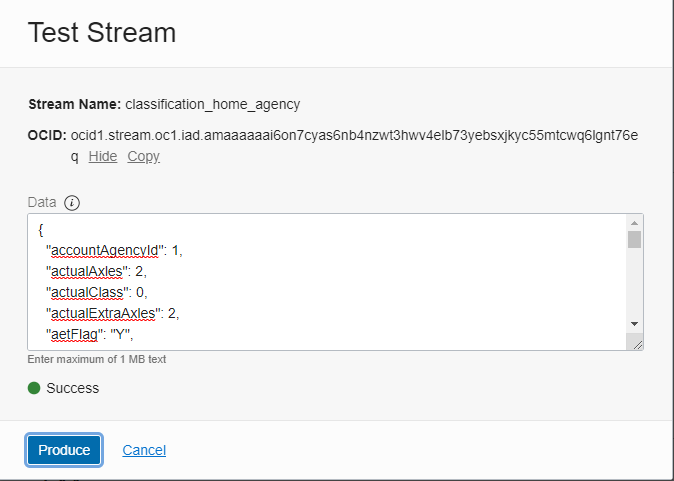 Test Stream
Stream Name: classification_home_agency
OCID: ocid1.stream.oc1.iad.amaaaaaai6on7cyas6nb4nzwt3hwv4elb73yebsxjkyc55mtcwq6lgnt76e
q Hide Copy
Data i
{
"accountAgencyId": 1,
"actualAxles": 2,
"actualClass": 0,
"actualExtraAxles": 2,
"aetFlag": "Y",
Enter maximum of 1 MB text
Success
Produce Cancel